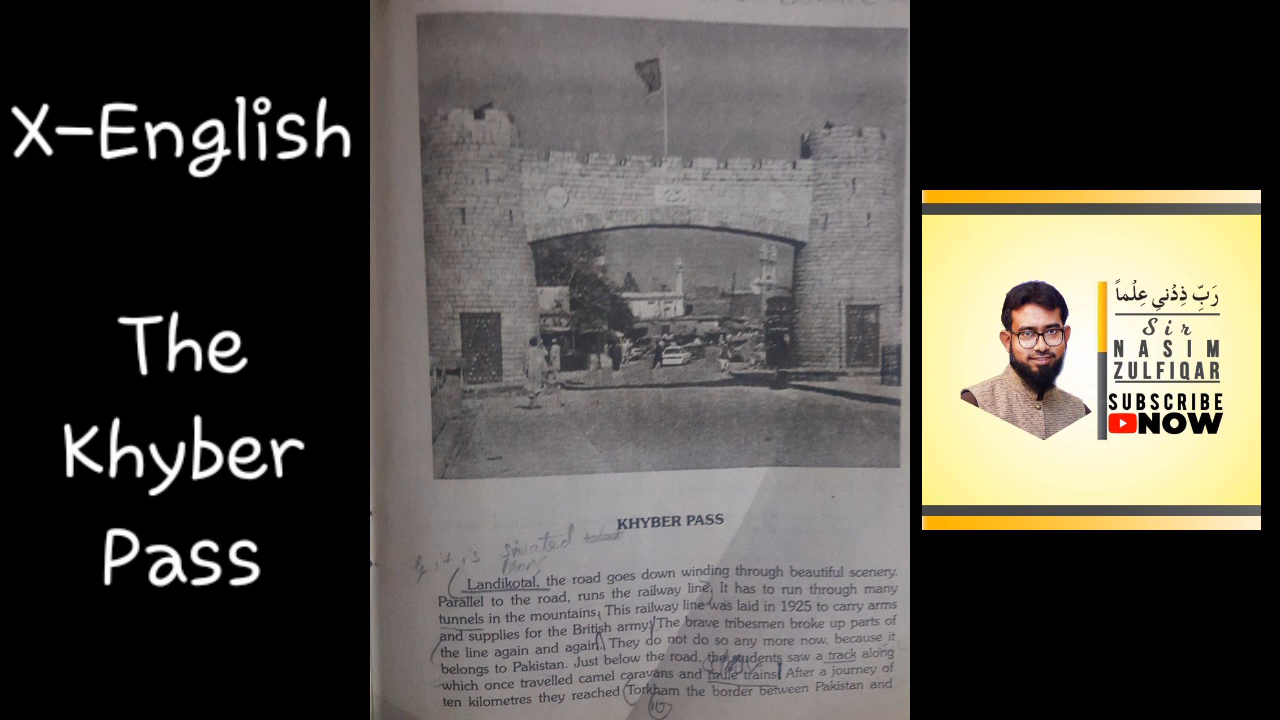 X-English
The
Khyber
Pass
KHYBER PASS
it is
Landikotal, the road goes down winding through beautiful scenery.
Parallel to the road, runs the railway line. It has to run through many
tunnels in the mountains. This railway line was laid in 1925 to carry arms
and supplies for the British army. The brave tribesmen broke up parts of
the line again and again. They do not do so any more now, because it
belongs to Pakistan. Just below the road, the students saw a track along
which once travelled camel caravans and mule trains. After a journey of
ten kilometres they reached Torkham the border between Pakistan and
10
رَبِّ زِدْنِي عِلْماً
Sir
NASIM
ZULFIQAR
SUBSCRIBE
NOW